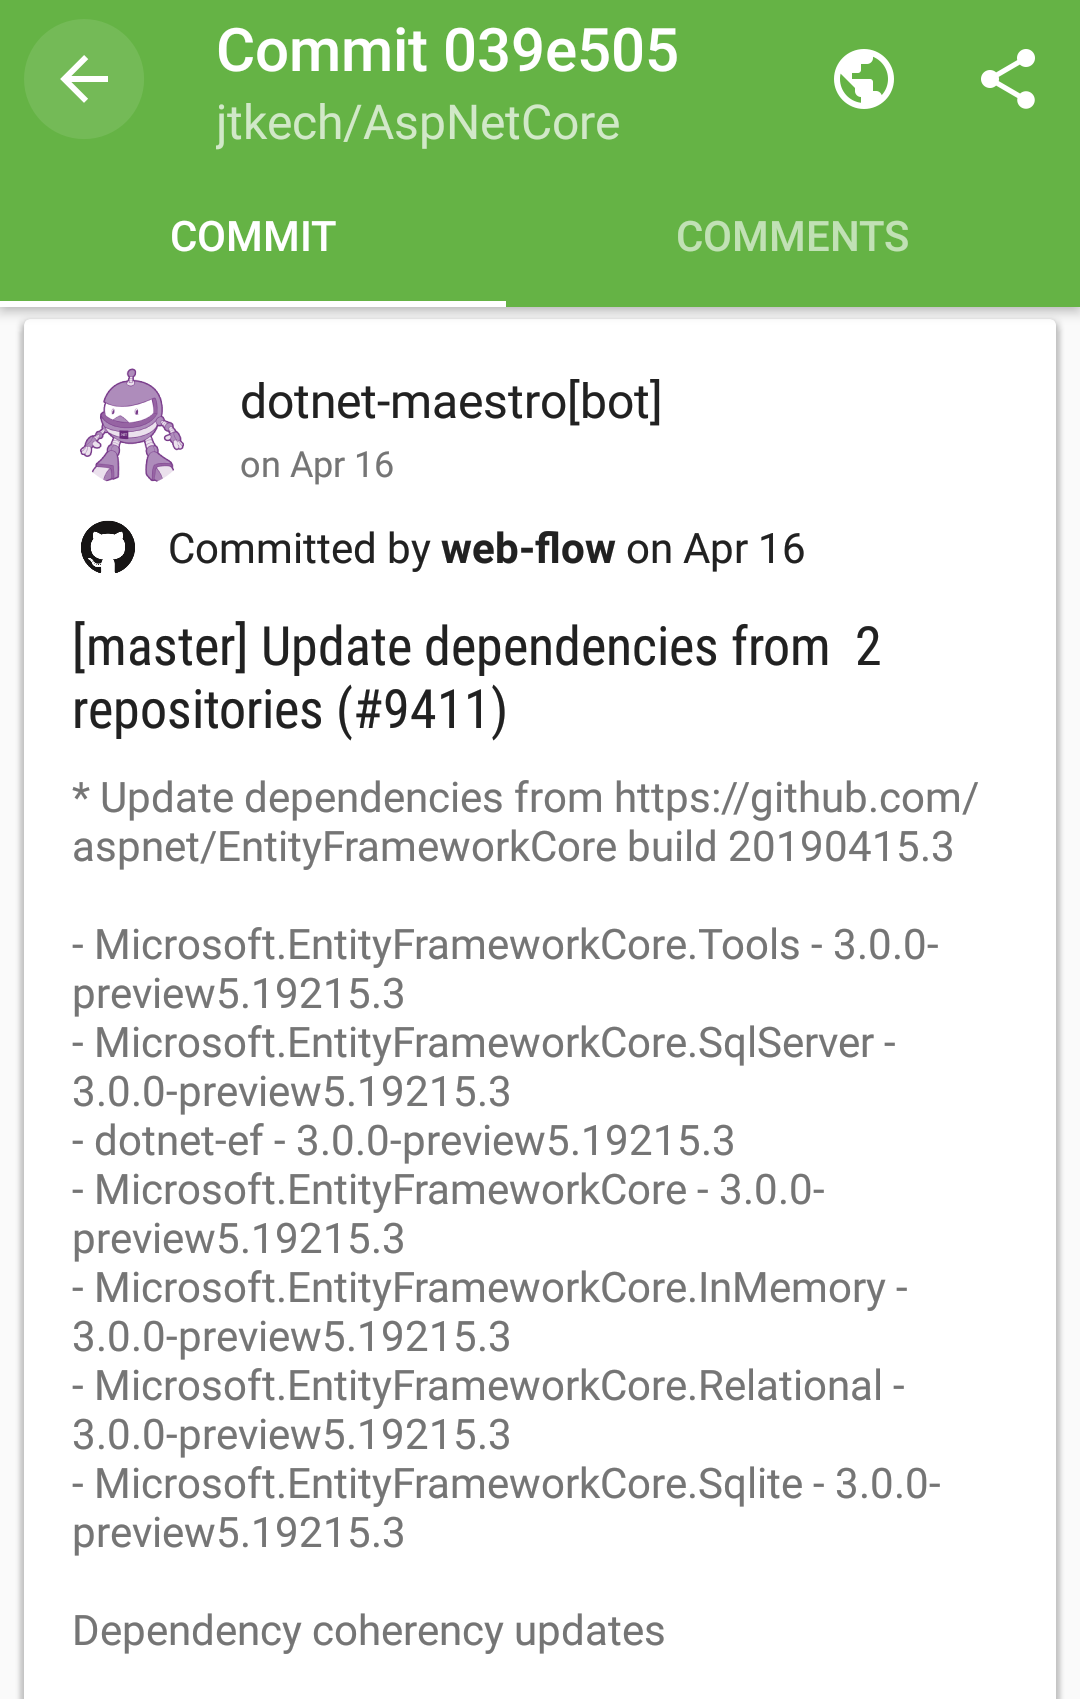 Commit 039e505
jtkech/AspNetCore
COMMIT
COMMENTS
dotnet-maestro[bot]
on Apr 16
Committed by web-flow on Apr 16
[master] Update dependencies from  2
repositories (#9411)
* Update dependencies from https://github.com/
aspnet/EntityFrameworkCore build 20190415.3
- Microsoft.EntityFrameworkCore.Tools - 3.0.0-
preview5.19215.3
- Microsoft.EntityFrameworkCore.SqlServer -
3.0.0-preview5.19215.3
- dotnet-ef - 3.0.0-preview5.19215.3
- Microsoft.EntityFrameworkCore - 3.0.0-
preview5.19215.3
- Microsoft.EntityFrameworkCore.InMemory -
3.0.0-preview5.19215.3
- Microsoft.EntityFrameworkCore.Relational -
3.0.0-preview5.19215.3
- Microsoft.EntityFrameworkCore.Sqlite - 3.0.0-
preview5.19215.3
Dependency coherency updates